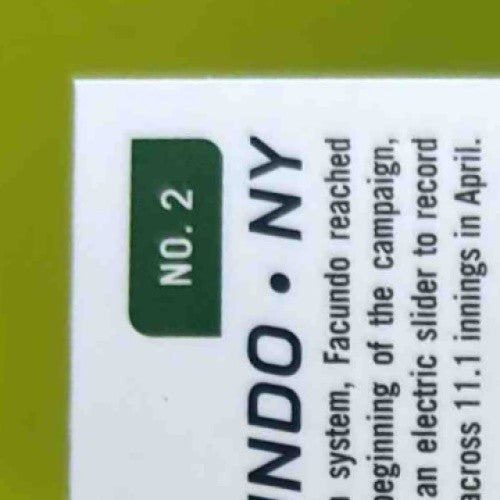 NO. 2
NDO • NY
system, Facundo reached
beginning of the campaign,
an electric slider to record
across 11.1 innings in April.